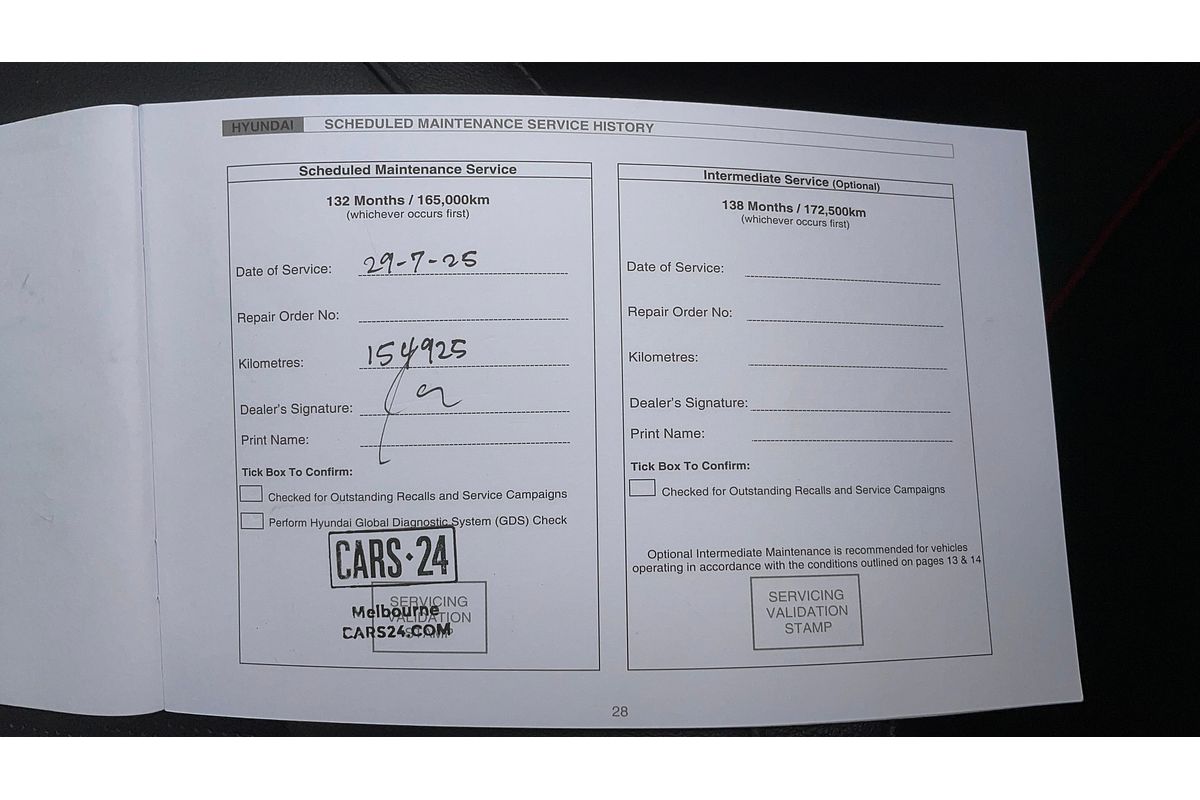 HYUNDAI SCHEDULED MAINTENANCE SERVICE HISTORY
Scheduled Maintenance Service
132 Months / 165,000km
(whichever occurs first)
Date of Service: 29-7-25
Repair Order No:
Kilometres: 154925
Dealer's Signature:
Print Name:
Tick Box To Confirm:
Checked for Outstanding Recalls and Service Campaigns
Perform Hyundai Global Diagnostic System (GDS) Check
CARS•24
Melbourne
CARS24.COM
SERVICING
VALIDATION
STAMP
Intermediate Service (Optional)
138 Months / 172,500km
(whichever occurs first)
Date of Service:
Repair Order No:
Kilometres:
Dealer's Signature:
Print Name:
Tick Box To Confirm:
Checked for Outstanding Recalls and Service Campaigns
Optional Intermediate Maintenance is recommended for vehicles
operating in accordance with the conditions outlined on pages 13 & 14
SERVICING
VALIDATION
STAMP
28